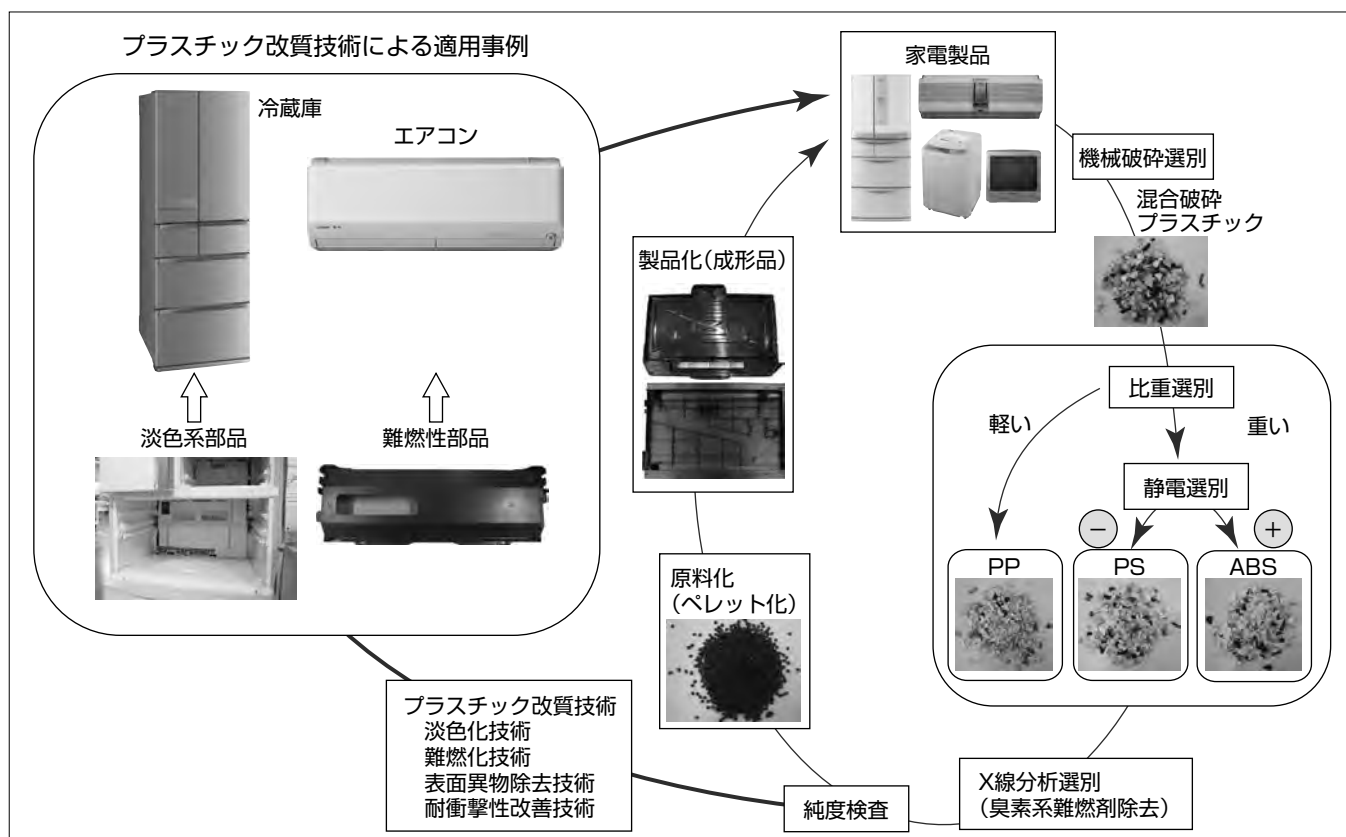 プラスチック改質技術による適用事例
冷蔵庫
エアコン
淡色系部品
難燃性部品
家電製品
機械破砕選別
混合破砕
プラスチック
比重選別
軽い
重い
静電選別
−
+
PP
PS
ABS
X線分析選別
(臭素系難燃剤除去)
純度検査
原料化
(ペレット化)
製品化(成形品)
プラスチック改質技術
淡色化技術
難燃化技術
表面異物除去技術
耐衝撃性改善技術